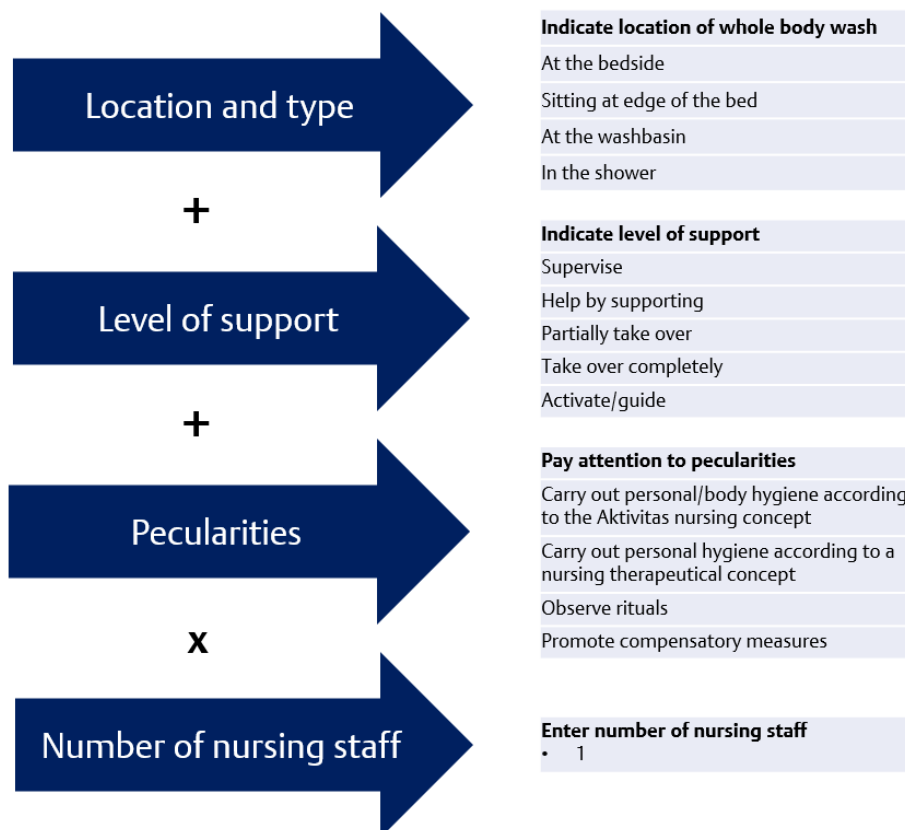 Location and type
Indicate location of whole body wash
At the bedside
Sitting at edge of the bed
At the washbasin
In the shower
+
Level of support
Indicate level of support
Supervise
Help by supporting
Partially take over
Take over completely
Activate/guide
+
Pecularities
Pay attention to pecularities
Carry out personal/body hygiene according
to the Aktivitas nursing concept
Carry out personal hygiene according to a
nursing therapeutical concept
Observe rituals
Promote compensatory measures
x
Number of nursing staff
Enter number of nursing staff
• 1